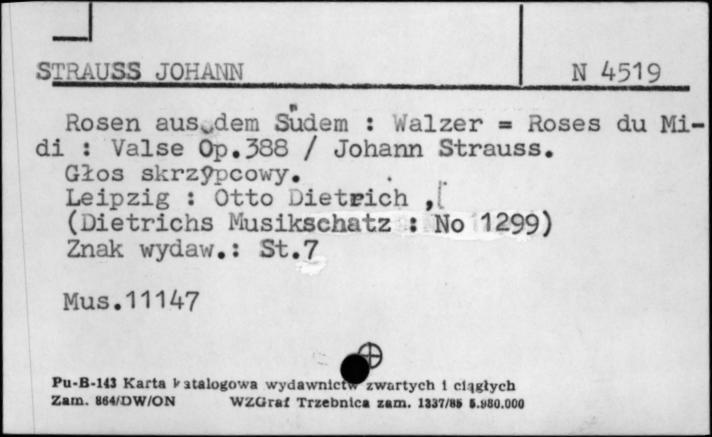 STRAUSS JOHANN N 4519
Rosen aus dem Südem : Walzer = Roses du Mi-
di : Valse Op.388 / Johann Strauss.
Głos skrzypcowy.
Leipzig : Otto Dietrich ,[
(Dietrichs Musikschatz : No 1299)
Znak wydaw.: St.7
Mus.11147
Pu-B-143 Karta katalogowa wydawnictw zwartych i ciągłych
Zam. 864/DW/ON WZGraf Trzebnica zam. 1337/85 5.980.000